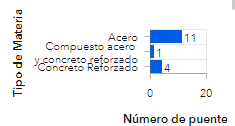 Tipo de Materia
Acero
11
Compuesto acero
y concreto reforzado
1
Concreto Reforzado
4
0
20
Número de puente